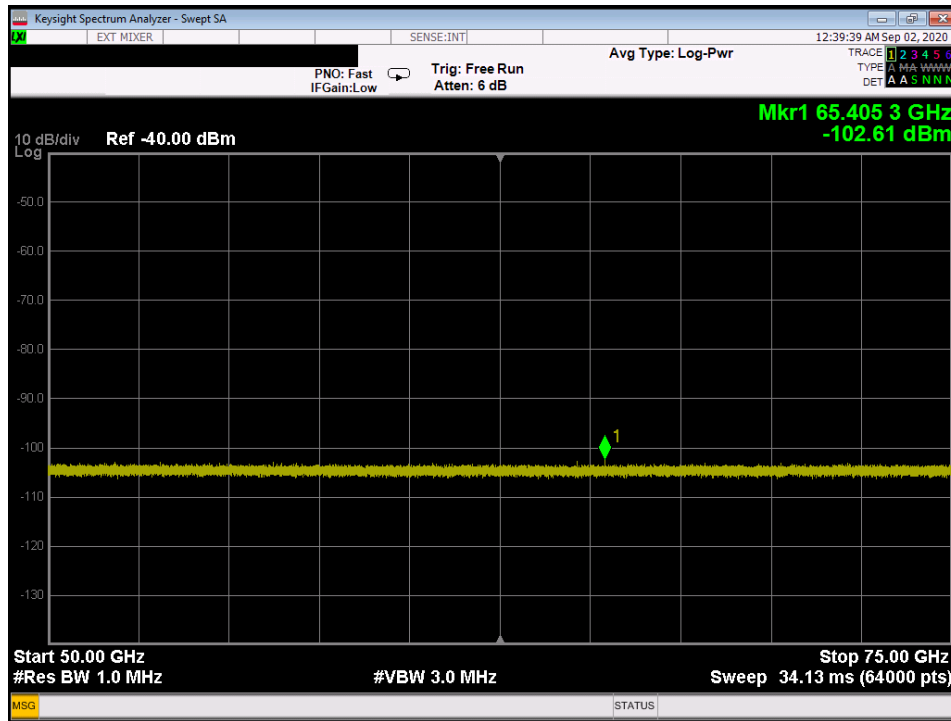 Keysight Spectrum Analyzer - Swept SA
LXI EXT MIXER SENSE:INT 12:39:39 AM Sep 02, 2020
PNO: Fast
IFGain:Low
Trig: Free Run
Atten: 6 dB
Avg Type: Log-Pwr
TRACE 1 2 3 4 5 6
TYPE A MA WWW
DET A A S N N N
Mkr1 65.405 3 GHz
-102.61 dBm
10 dB/div Ref -40.00 dBm
Log
-50.0
-60.0
-70.0
-80.0
-90.0
-100
1
-110
-120
-130
Start 50.00 GHz Stop 75.00 GHz
#Res BW 1.0 MHz #VBW 3.0 MHz Sweep 34.13 ms (64000 pts)
MSG STATUS